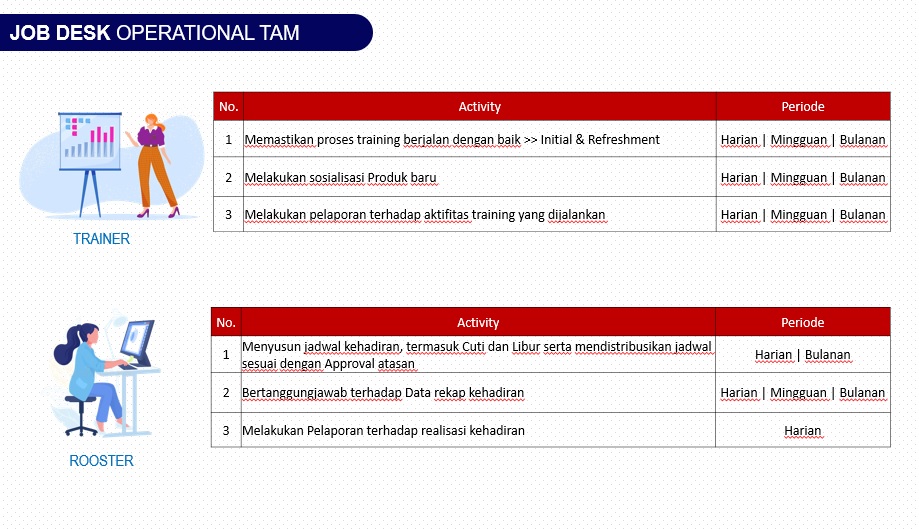 JOB DESK OPERATIONAL TAM
No. Activity Periode
1 Memastikan proses training berjalan dengan baik >> Initial & Refreshment Harian | Mingguan | Bulanan
2 Melakukan sosialisasi Produk baru Harian | Mingguan | Bulanan
3 Melakukan pelaporan terhadap aktifitas training yang dijalankan Harian | Mingguan | Bulanan
TRAINER
No. Activity Periode
1 Menyusun jadwal kehadiran, termasuk Cuti dan Libur serta mendistribusikan jadwal
sesuai dengan Approval atasan Harian | Bulanan
2 Bertanggungjawab terhadap Data rekap kehadiran Harian | Mingguan | Bulanan
3 Melakukan Pelaporan terhadap realisasi kehadiran Harian
ROOSTER